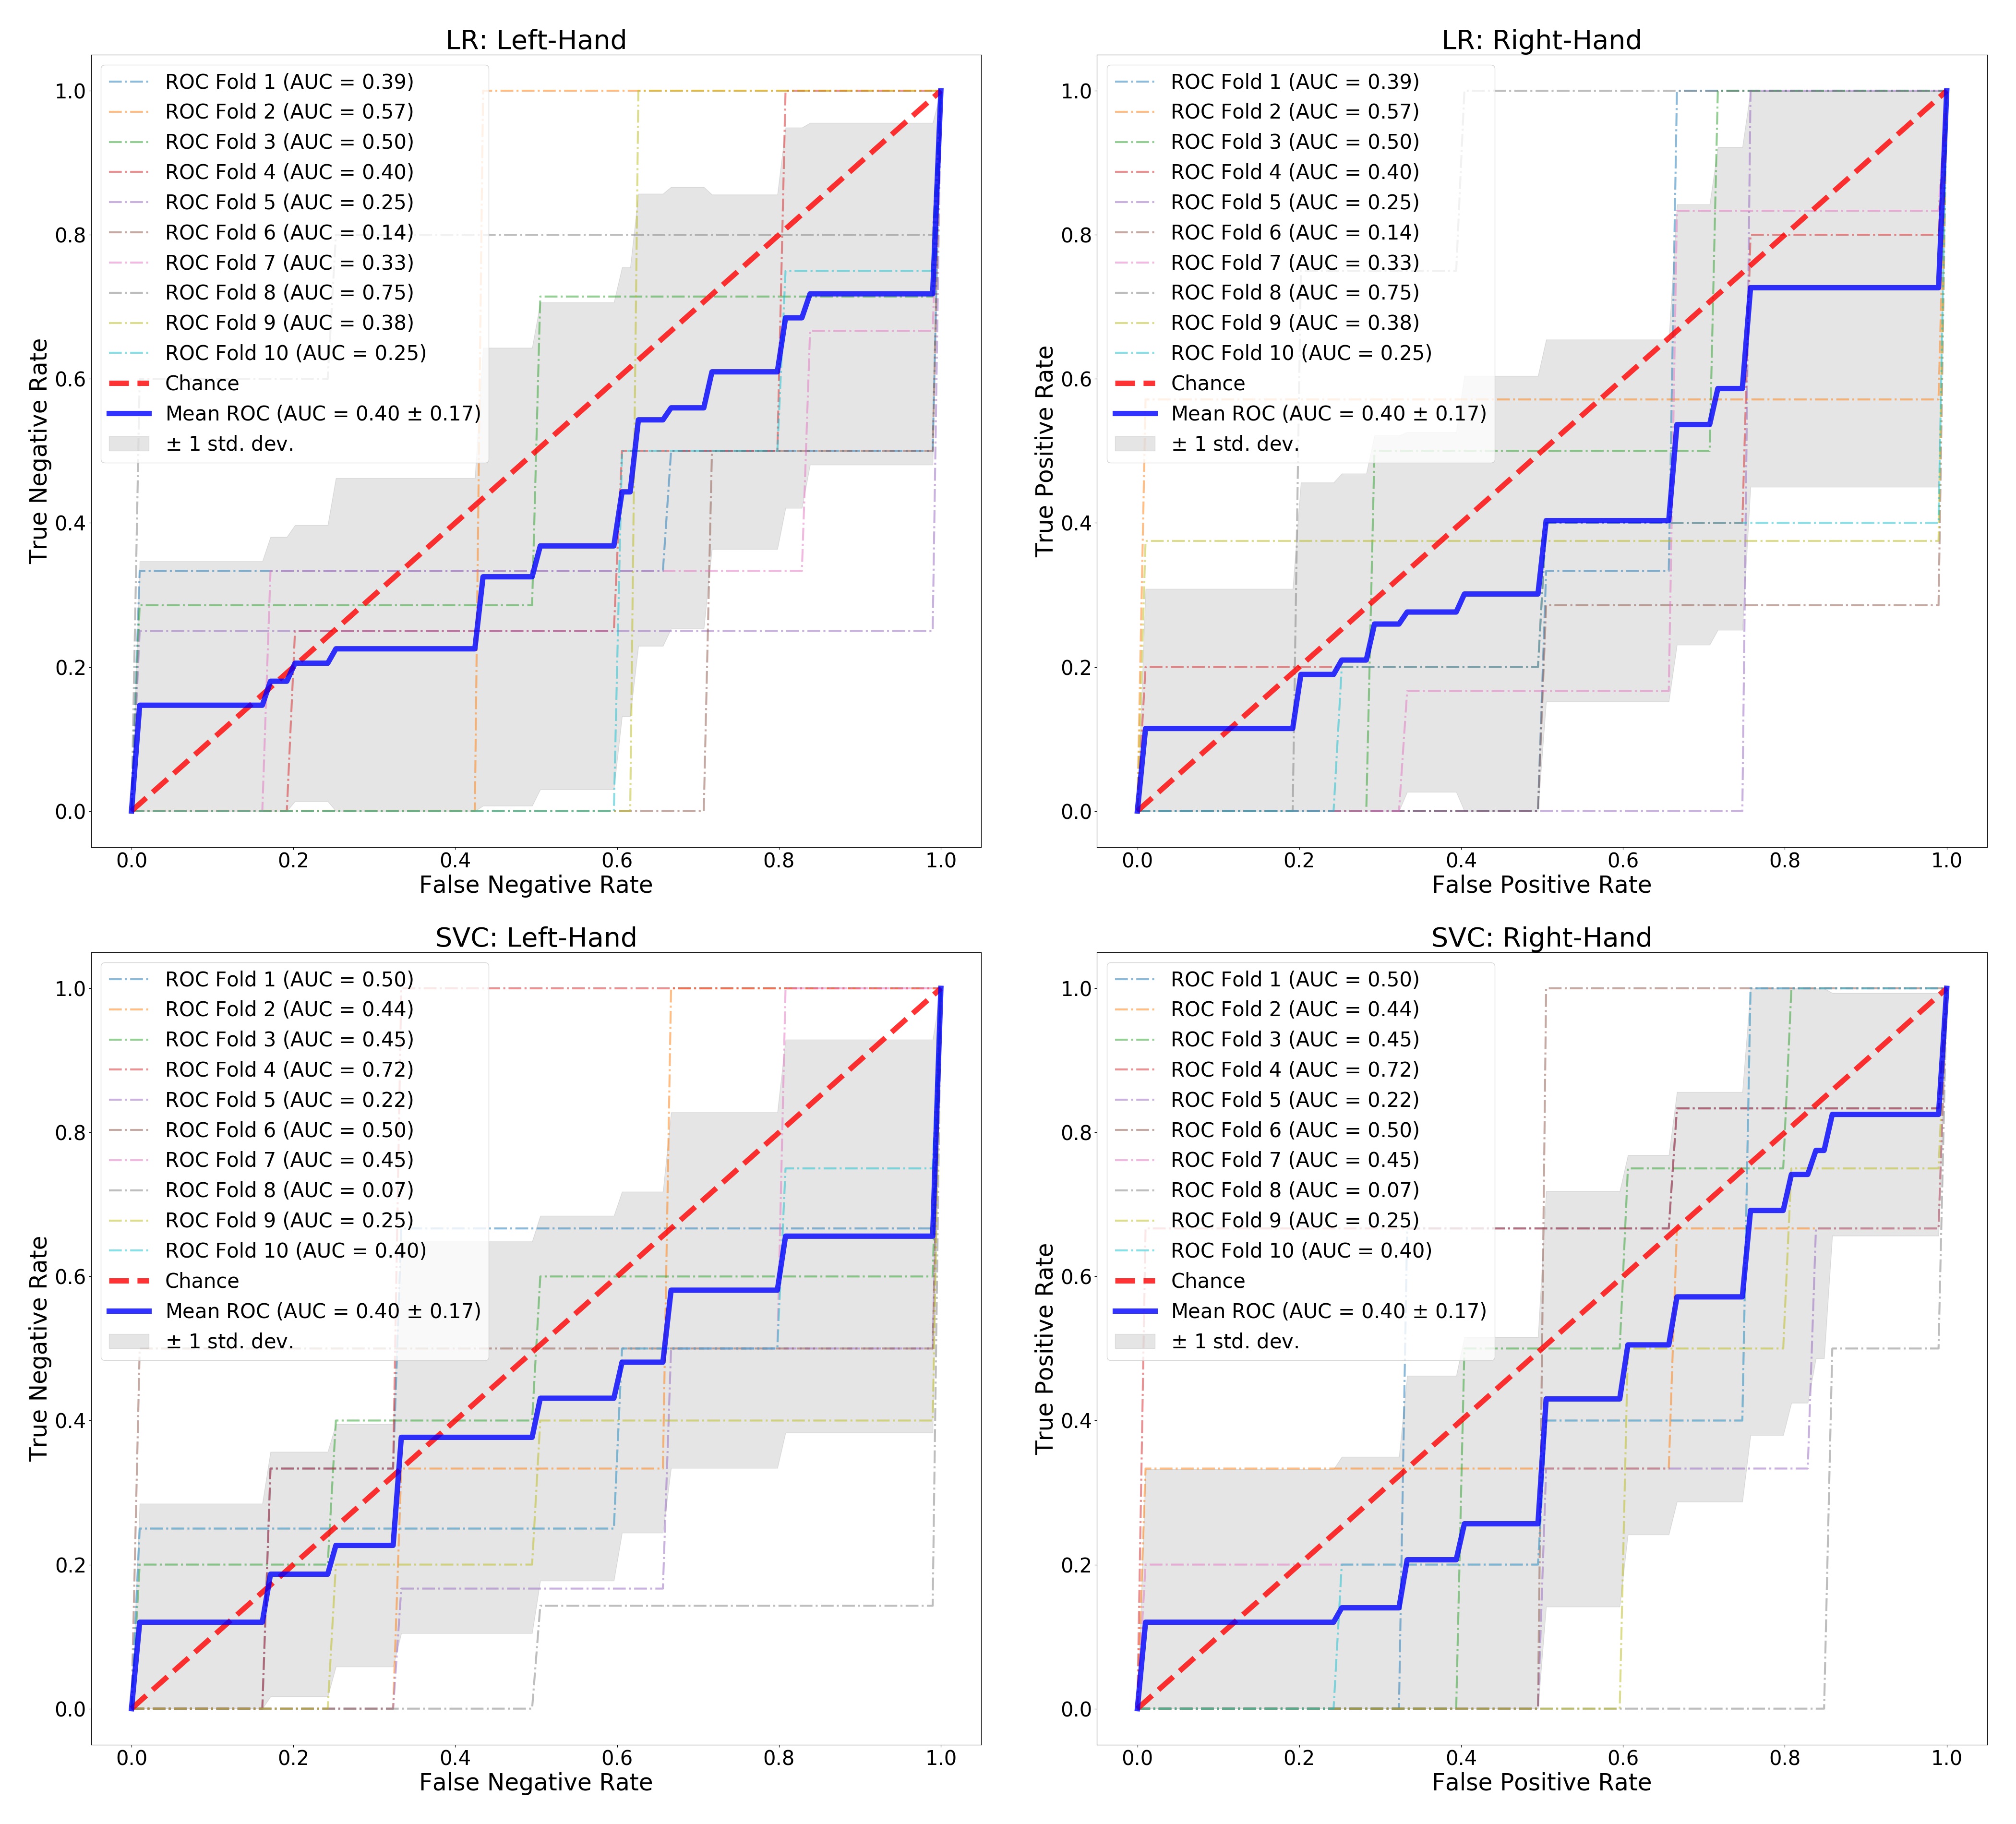 LR: Left-Hand
ROC Fold 1 (AUC = 0.39)
ROC Fold 2 (AUC = 0.57)
ROC Fold 3 (AUC = 0.50)
ROC Fold 4 (AUC = 0.40)
ROC Fold 5 (AUC = 0.25)
ROC Fold 6 (AUC = 0.14)
ROC Fold 7 (AUC = 0.33)
ROC Fold 8 (AUC = 0.75)
ROC Fold 9 (AUC = 0.38)
ROC Fold 10 (AUC = 0.25)
Chance
Mean ROC (AUC = 0.40 ± 0.17)
± 1 std. dev.
True Negative Rate
1.0
0.8
0.6
0.4
0.2
0.0
0.0 0.2 0.4 0.6 0.8 1.0
False Negative Rate
LR: Right-Hand
ROC Fold 1 (AUC = 0.39)
ROC Fold 2 (AUC = 0.57)
ROC Fold 3 (AUC = 0.50)
ROC Fold 4 (AUC = 0.40)
ROC Fold 5 (AUC = 0.25)
ROC Fold 6 (AUC = 0.14)
ROC Fold 7 (AUC = 0.33)
ROC Fold 8 (AUC = 0.75)
ROC Fold 9 (AUC = 0.38)
ROC Fold 10 (AUC = 0.25)
Chance
Mean ROC (AUC = 0.40 ± 0.17)
± 1 std. dev.
True Positive Rate
1.0
0.8
0.6
0.4
0.2
0.0
0.0 0.2 0.4 0.6 0.8 1.0
False Positive Rate
SVC: Left-Hand
ROC Fold 1 (AUC = 0.50)
ROC Fold 2 (AUC = 0.44)
ROC Fold 3 (AUC = 0.45)
ROC Fold 4 (AUC = 0.72)
ROC Fold 5 (AUC = 0.22)
ROC Fold 6 (AUC = 0.50)
ROC Fold 7 (AUC = 0.45)
ROC Fold 8 (AUC = 0.07)
ROC Fold 9 (AUC = 0.25)
ROC Fold 10 (AUC = 0.40)
Chance
Mean ROC (AUC = 0.40 ± 0.17)
± 1 std. dev.
True Negative Rate
1.0
0.8
0.6
0.4
0.2
0.0
0.0 0.2 0.4 0.6 0.8 1.0
False Negative Rate
SVC: Right-Hand
ROC Fold 1 (AUC = 0.50)
ROC Fold 2 (AUC = 0.44)
ROC Fold 3 (AUC = 0.45)
ROC Fold 4 (AUC = 0.72)
ROC Fold 5 (AUC = 0.22)
ROC Fold 6 (AUC = 0.50)
ROC Fold 7 (AUC = 0.45)
ROC Fold 8 (AUC = 0.07)
ROC Fold 9 (AUC = 0.25)
ROC Fold 10 (AUC = 0.40)
Chance
Mean ROC (AUC = 0.40 ± 0.17)
± 1 std. dev.
True Positive Rate
1.0
0.8
0.6
0.4
0.2
0.0
0.0 0.2 0.4 0.6 0.8 1.0
False Positive Rate